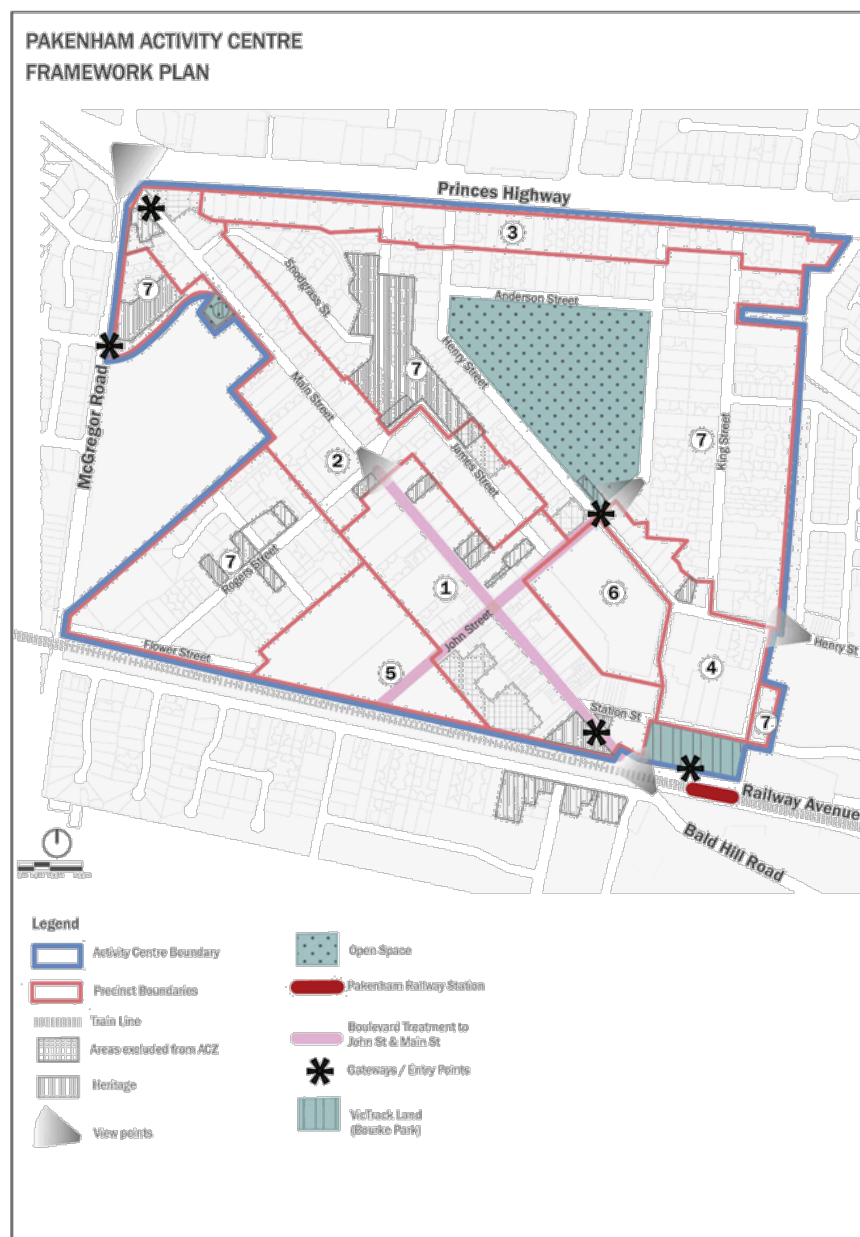 PAKENHAM ACTIVITY CENTRE
FRAMEWORK PLAN
Princes Highway
3
7
Snodgrass St
Anderson Street
McGregor Road
Main Street
Henry Street
7
7
King Street
2
James Street
7
Rogers Street
1
6
John Street
Henry St
Flower Street
5
4
Station St
7
Railway Avenue
Bald Hill Road
Legend
Activity Centre Boundary
Precinct Boundaries
Train Line
Areas excluded from ACZ
Heritage
View points
Open Space
Pakenham Railway Station
Boulevard Treatment to
John St & Main St
Gateways / Entry Points
VicTrack Land
(Bourke Park)